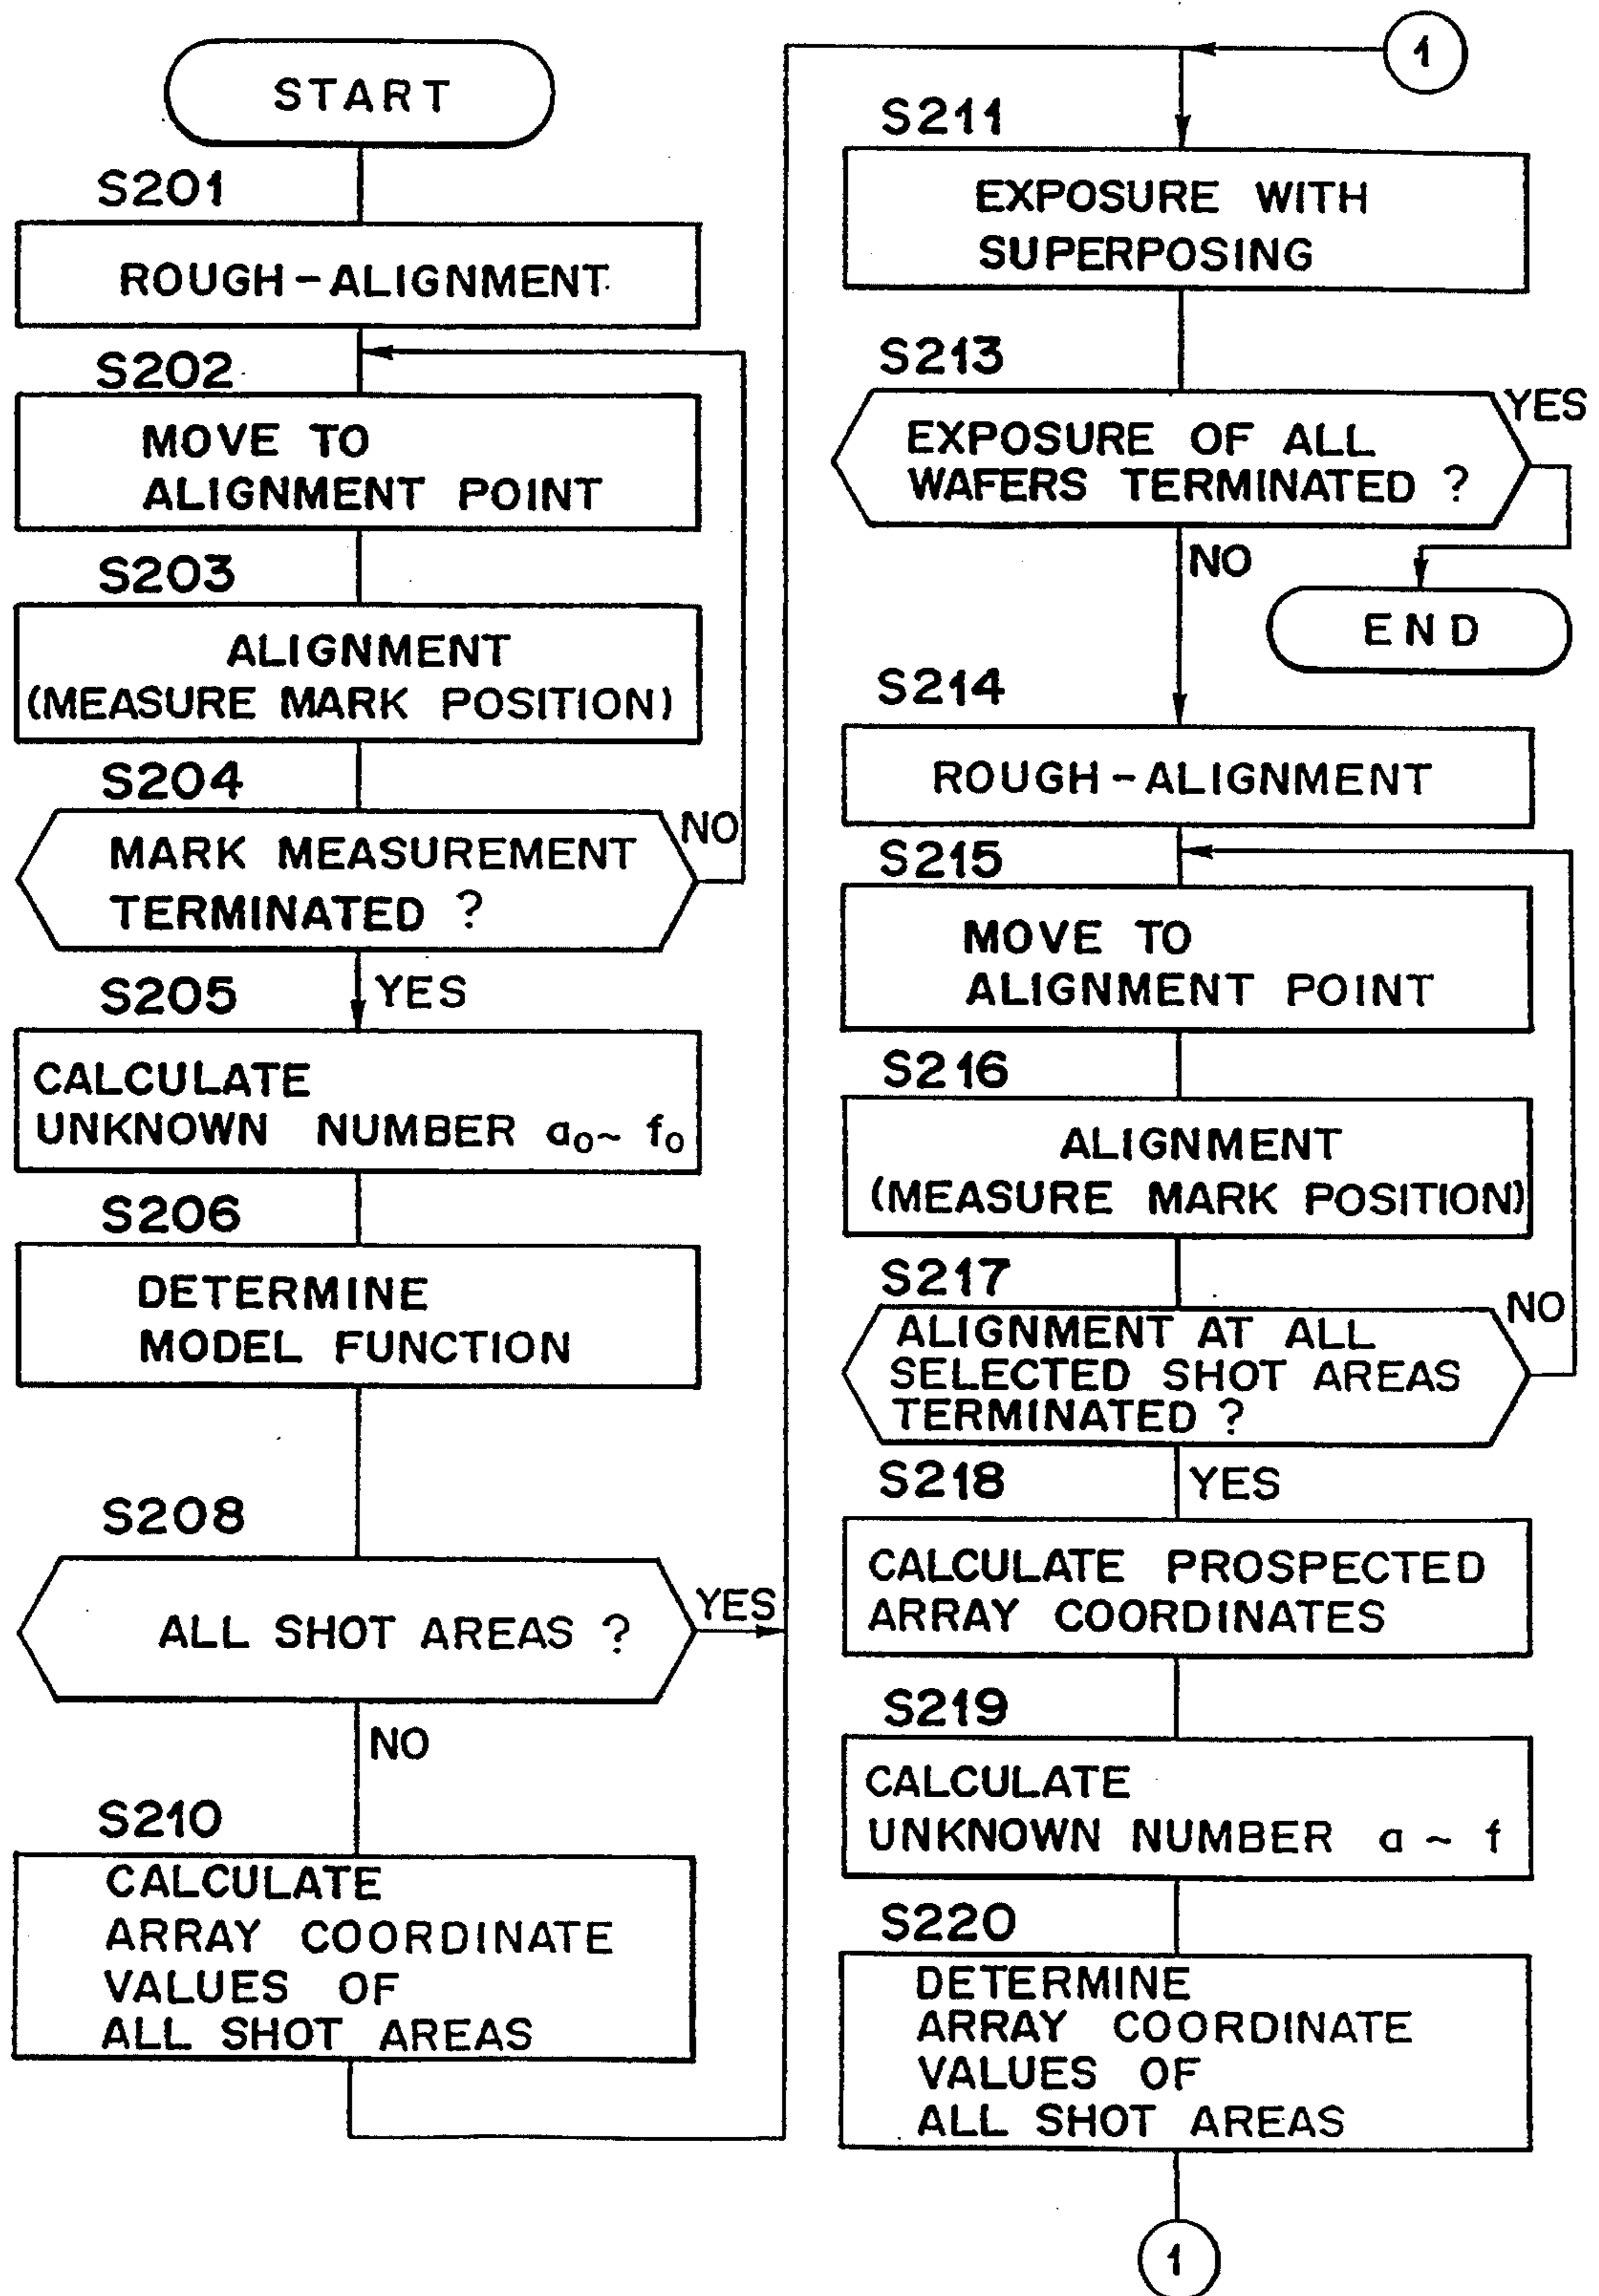 START
S201
ROUGH-ALIGNMENT
S202
MOVE TO
ALIGNMENT POINT
S203
ALIGNMENT
(MEASURE MARK POSITION)
S204
MARK MEASUREMENT
TERMINATED ?
NO
YES
S205
CALCULATE
UNKNOWN NUMBER a₀~ f₀
S206
DETERMINE
MODEL FUNCTION
S208
ALL SHOT AREAS ?
YES
NO
S210
CALCULATE
ARRAY COORDINATE
VALUES OF
ALL SHOT AREAS
1
S211
EXPOSURE WITH
SUPERPOSING
S213
EXPOSURE OF ALL
WAFERS TERMINATED ?
YES
NO
END
S214
ROUGH-ALIGNMENT
S215
MOVE TO
ALIGNMENT POINT
S216
ALIGNMENT
(MEASURE MARK POSITION)
S217
ALIGNMENT AT ALL
SELECTED SHOT AREAS
TERMINATED ?
NO
YES
S218
CALCULATE PROSPECTED
ARRAY COORDINATES
S219
CALCULATE
UNKNOWN NUMBER a ~ f
S220
DETERMINE
ARRAY COORDINATE
VALUES OF
ALL SHOT AREAS
1